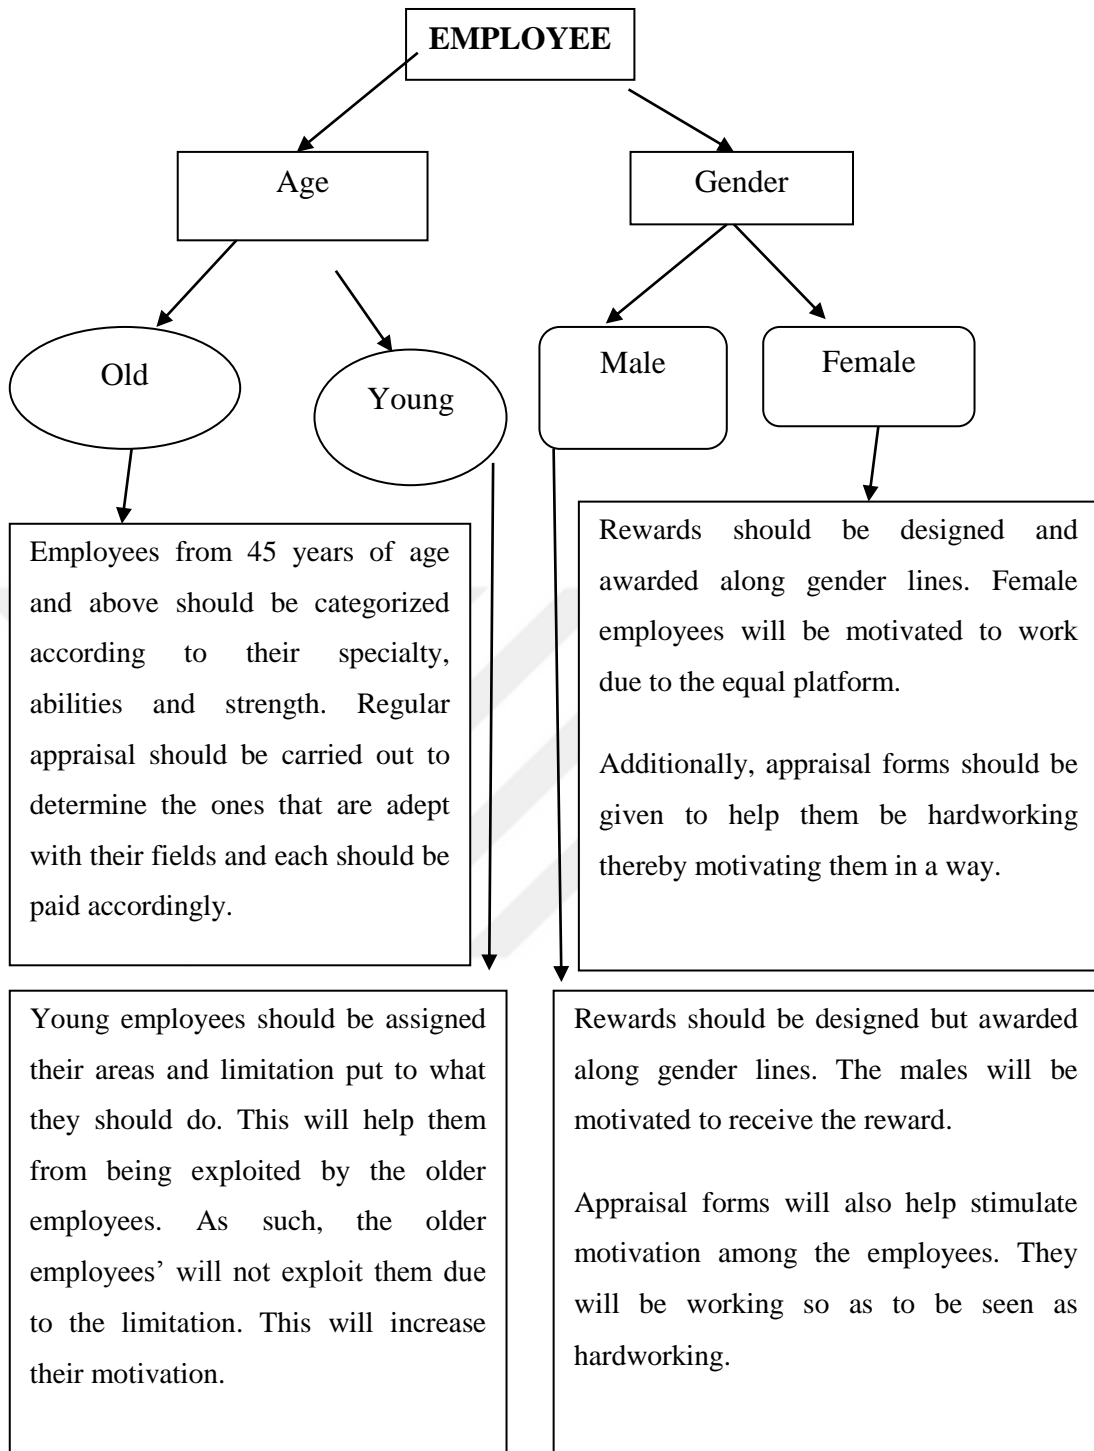 EMPLOYEE
Age
Gender
Old
Young
Male
Female
Employees from 45 years of age
and above should be categorized
according to their specialty,
abilities and strength. Regular
appraisal should be carried out to
determine the ones that are adept
with their fields and each should be
paid accordingly.
Rewards should be designed and
awarded along gender lines. Female
employees will be motivated to work
due to the equal platform.
Additionally, appraisal forms should be
given to help them be hardworking
thereby motivating them in a way.
Young employees should be assigned
their areas and limitation put to what
they should do. This will help them
from being exploited by the older
employees. As such, the older
employees’ will not exploit them due
to the limitation. This will increase
their motivation.
Rewards should be designed but awarded
along gender lines. The males will be
motivated to receive the reward.
Appraisal forms will also help stimulate
motivation among the employees. They
will be working so as to be seen as
hardworking.